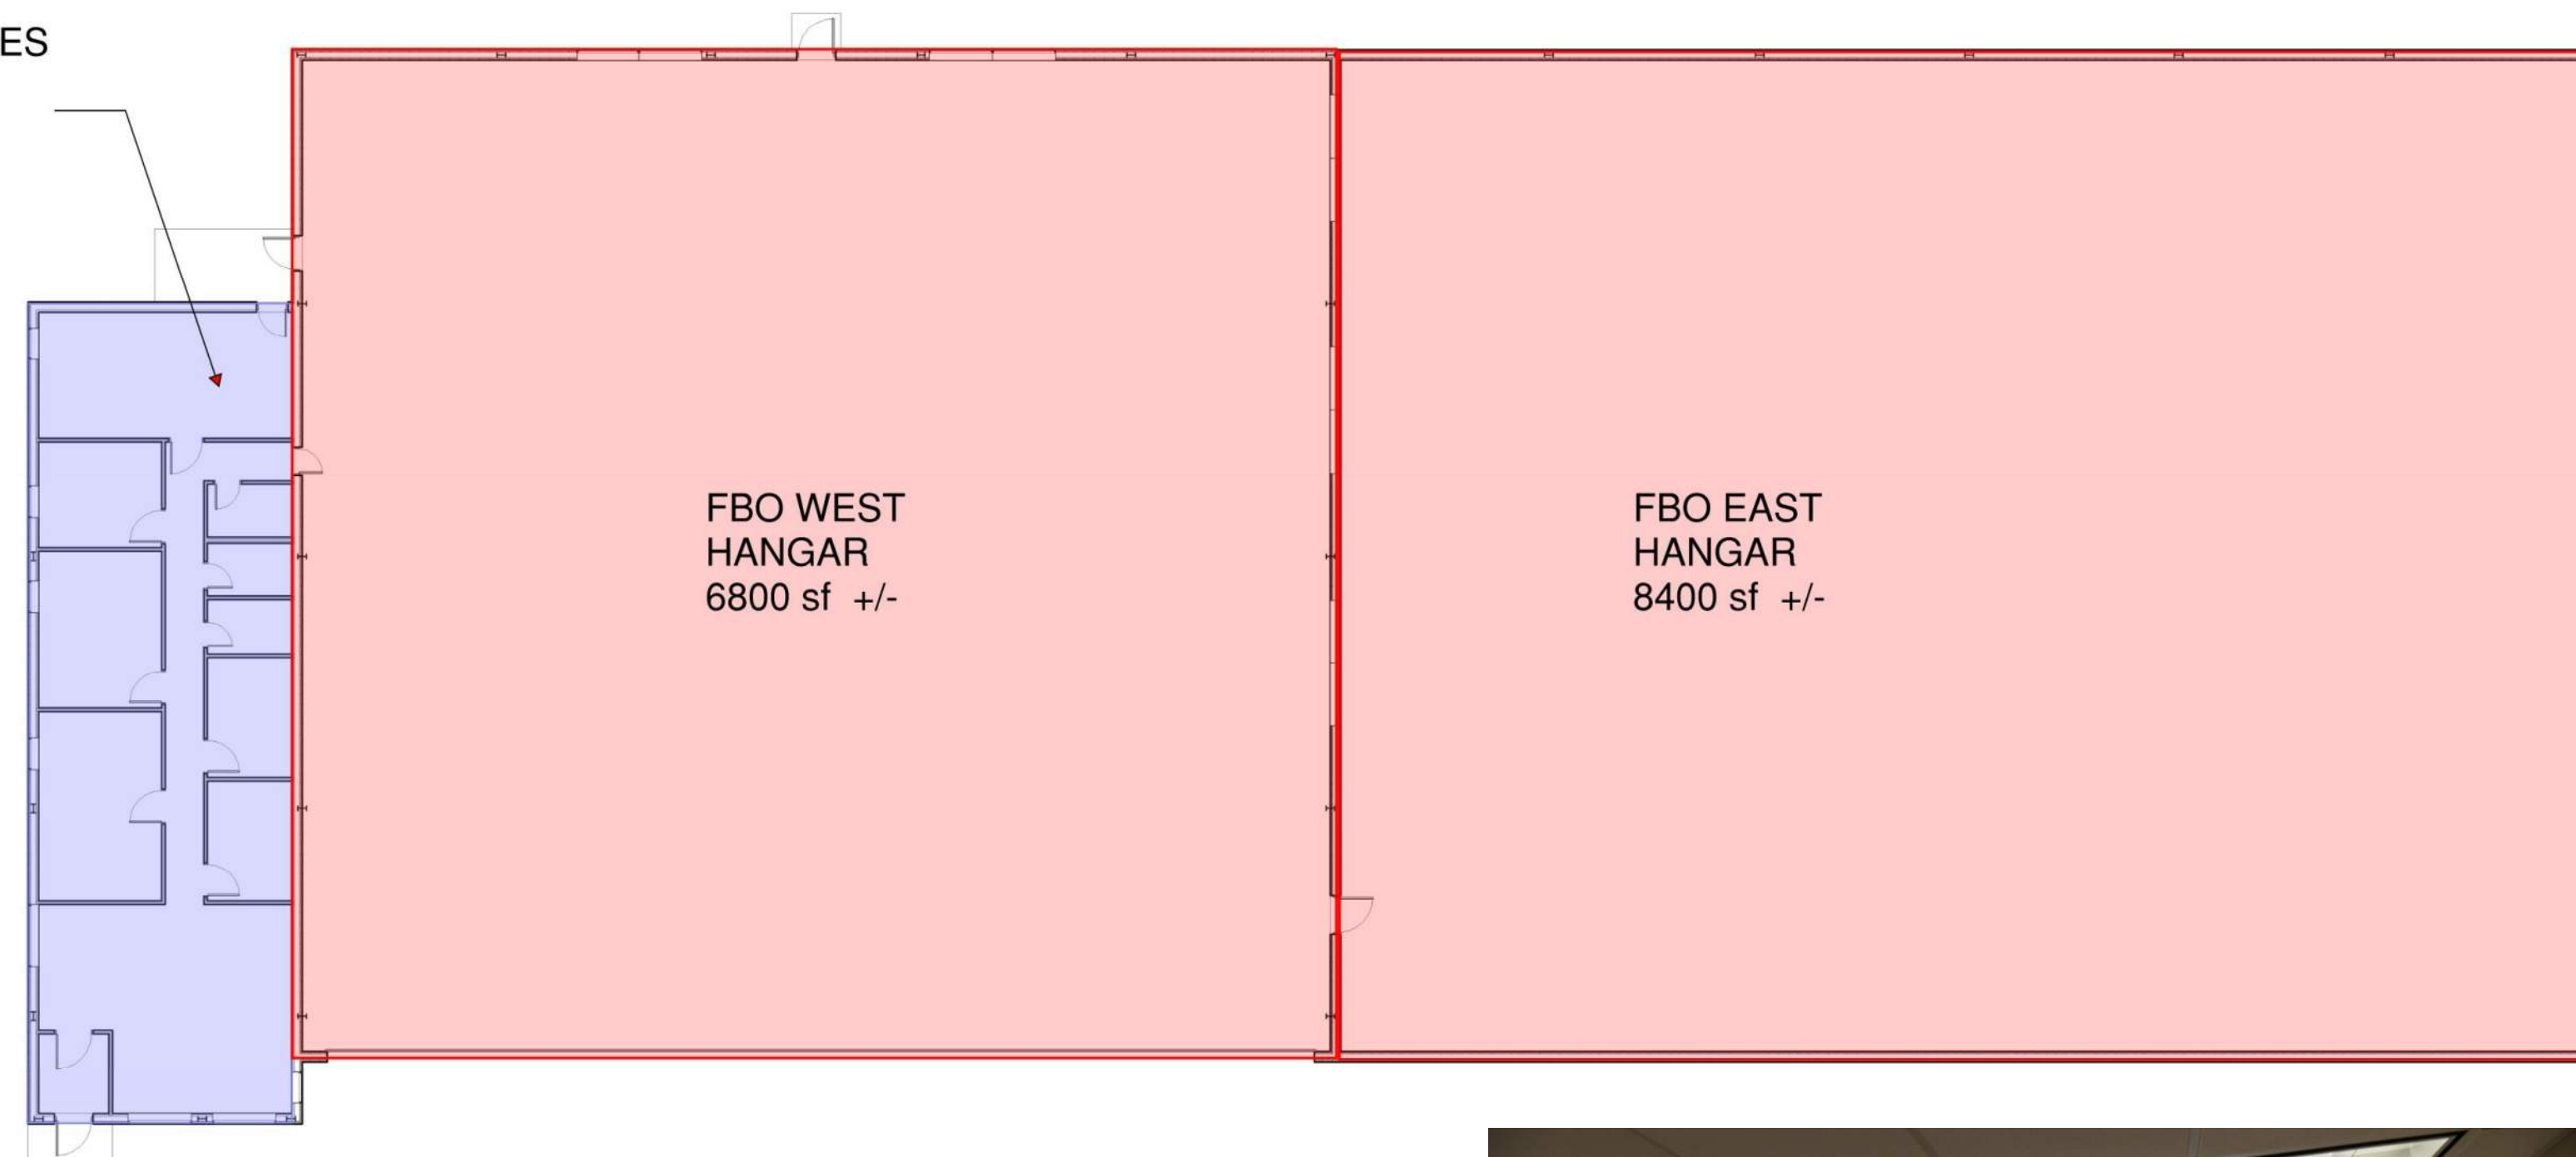 ES
FBO WEST
HANGAR
6800 sf +/-
FBO EAST
HANGAR
8400 sf +/-